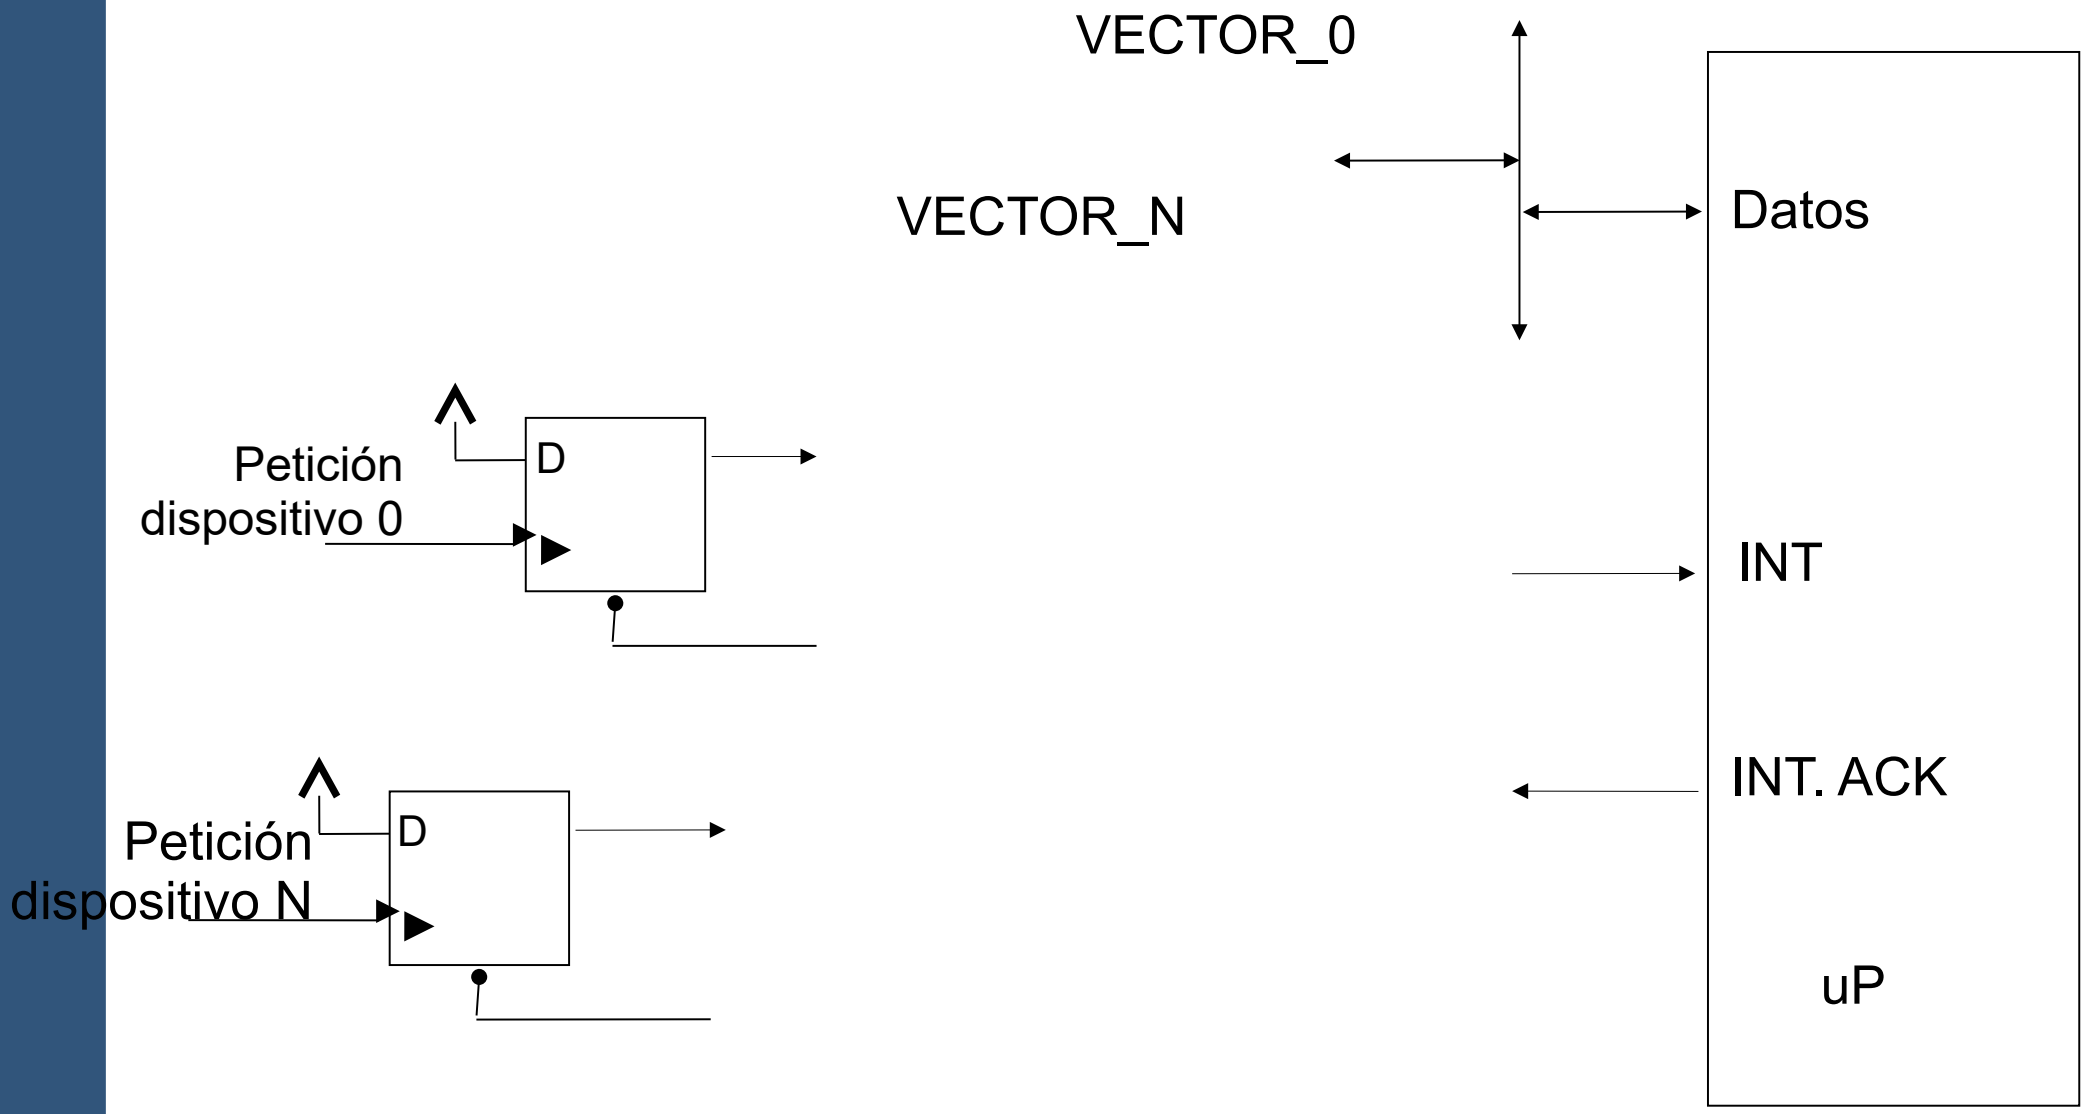 VECTOR_0
VECTOR_N
Datos
D
Petición
dispositivo 0
INT
INT. ACK
D
Petición
dispositivo N
uP